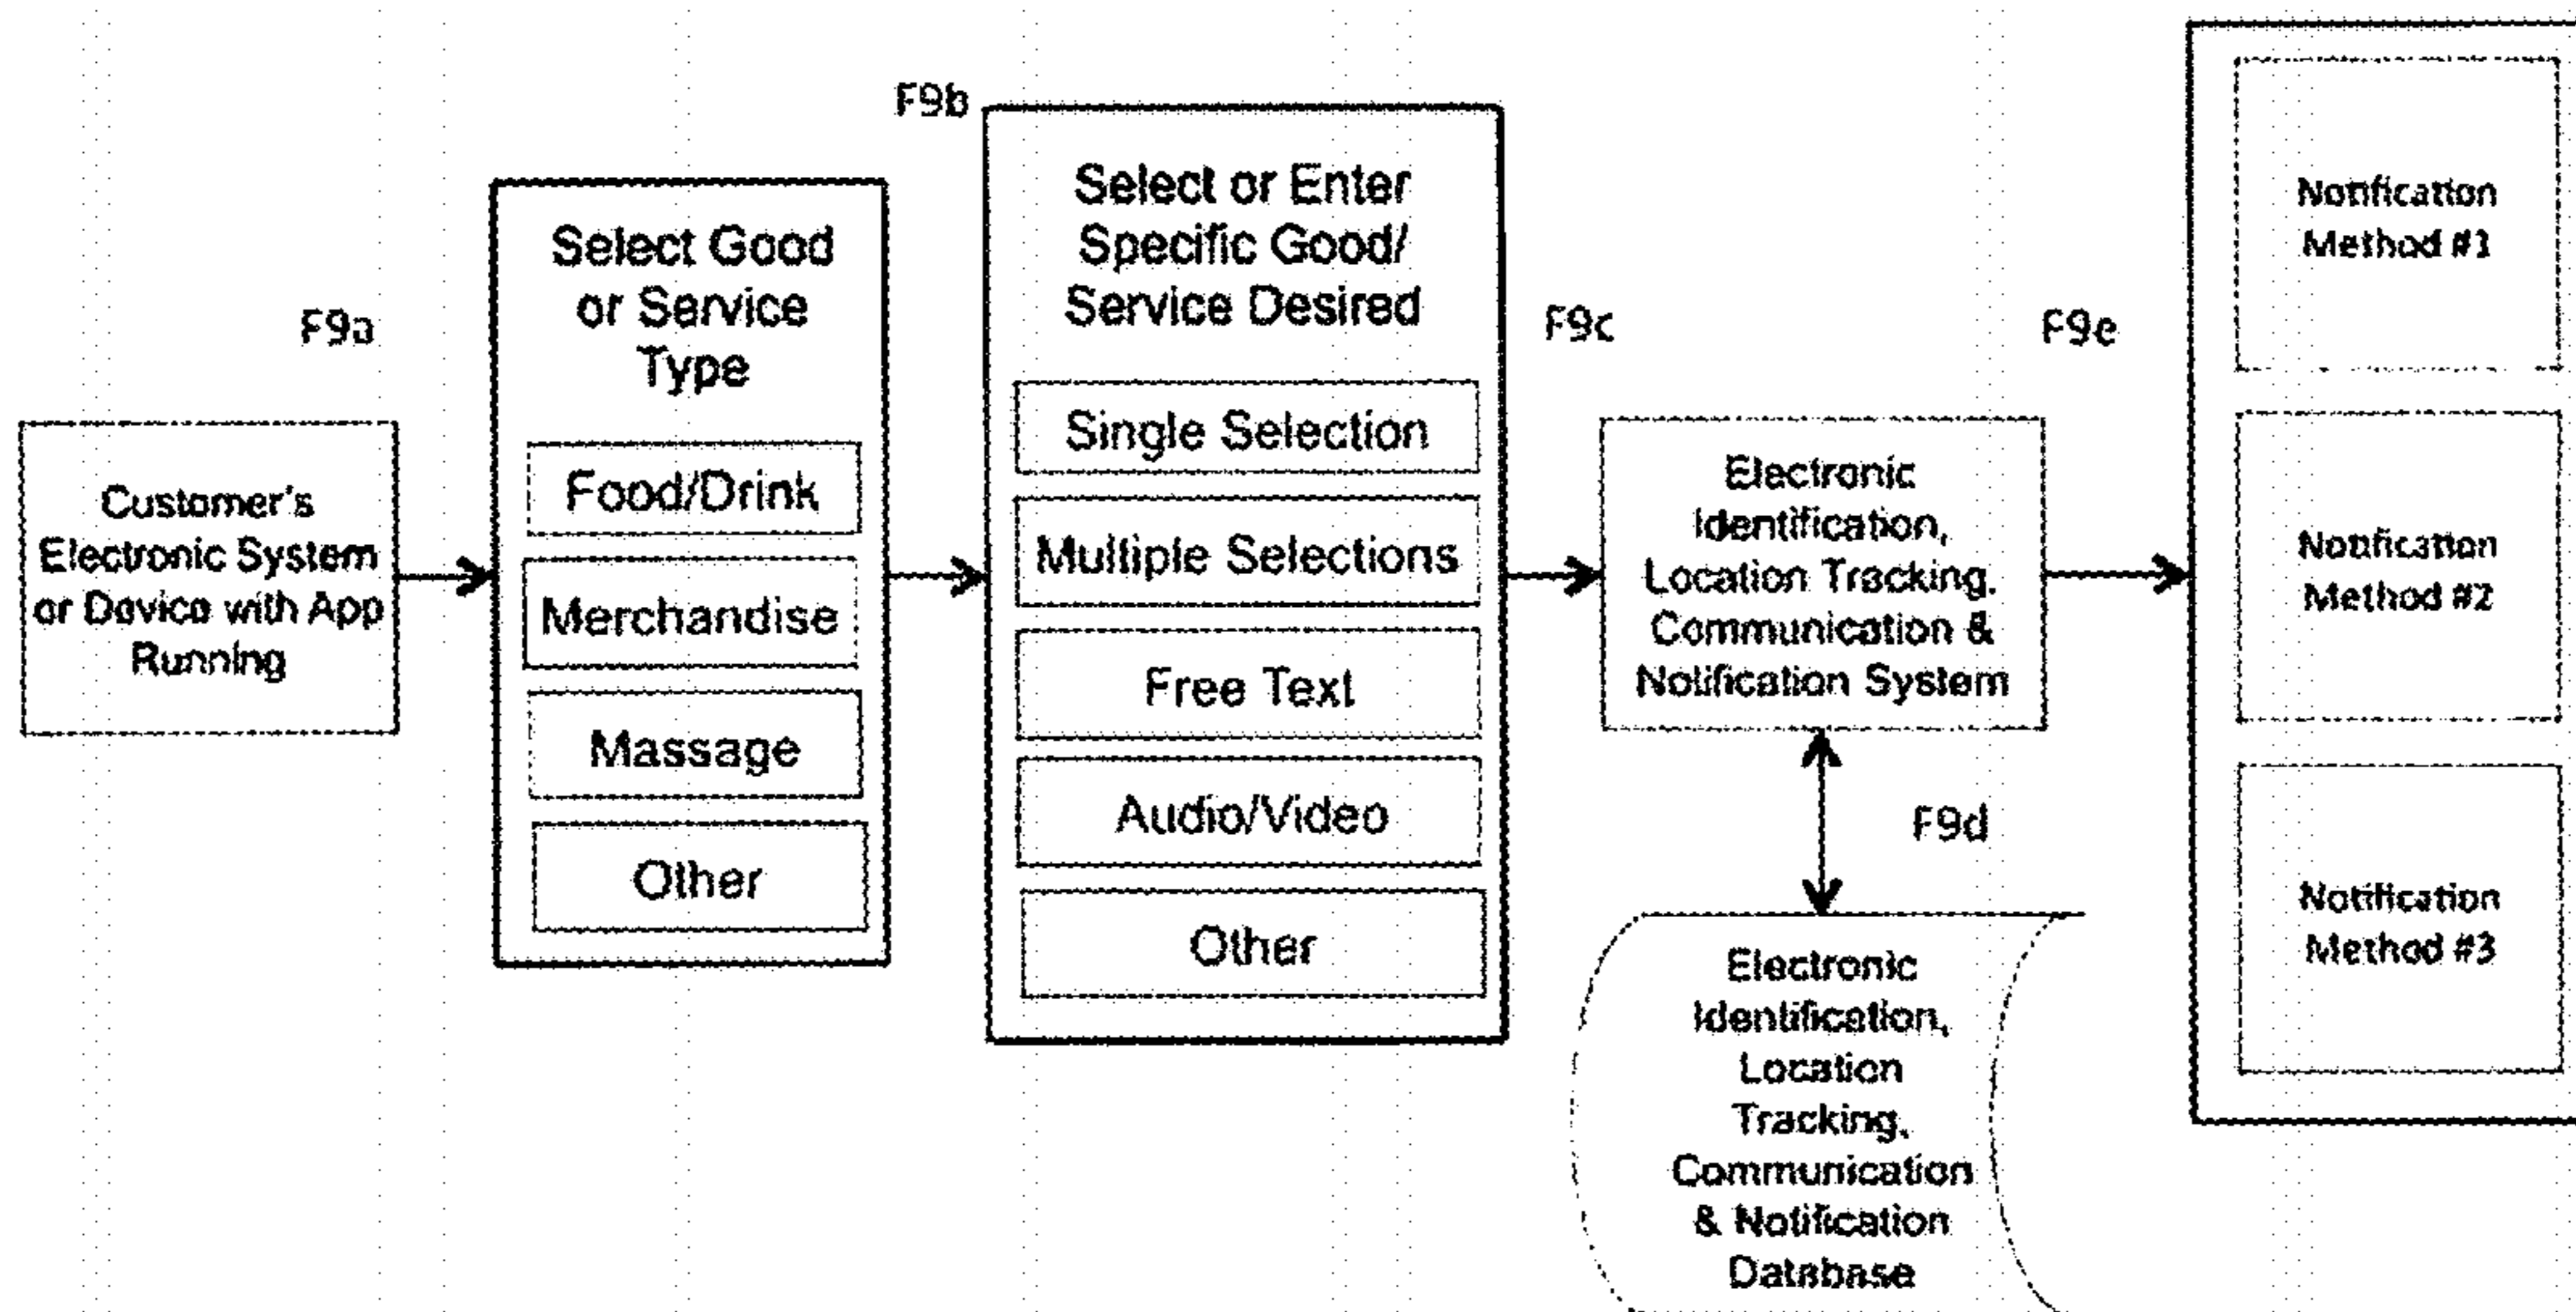 F9a
Customer's
Electronic System
or Device with App
Running
Select Good
or Service
Type
Food/Drink
Merchandise
Massage
Other
F9b
Select or Enter
Specific Good/
Service Desired
Single Selection
Multiple Selections
Free Text
Audio/Video
Other
F9c
Electronic
Identification,
Location Tracking,
Communication &
Notification System
F9d
Electronic
Identification,
Location
Tracking,
Communication
& Notification
Database
F9e
Notification
Method #1
Notification
Method #2
Notification
Method #3